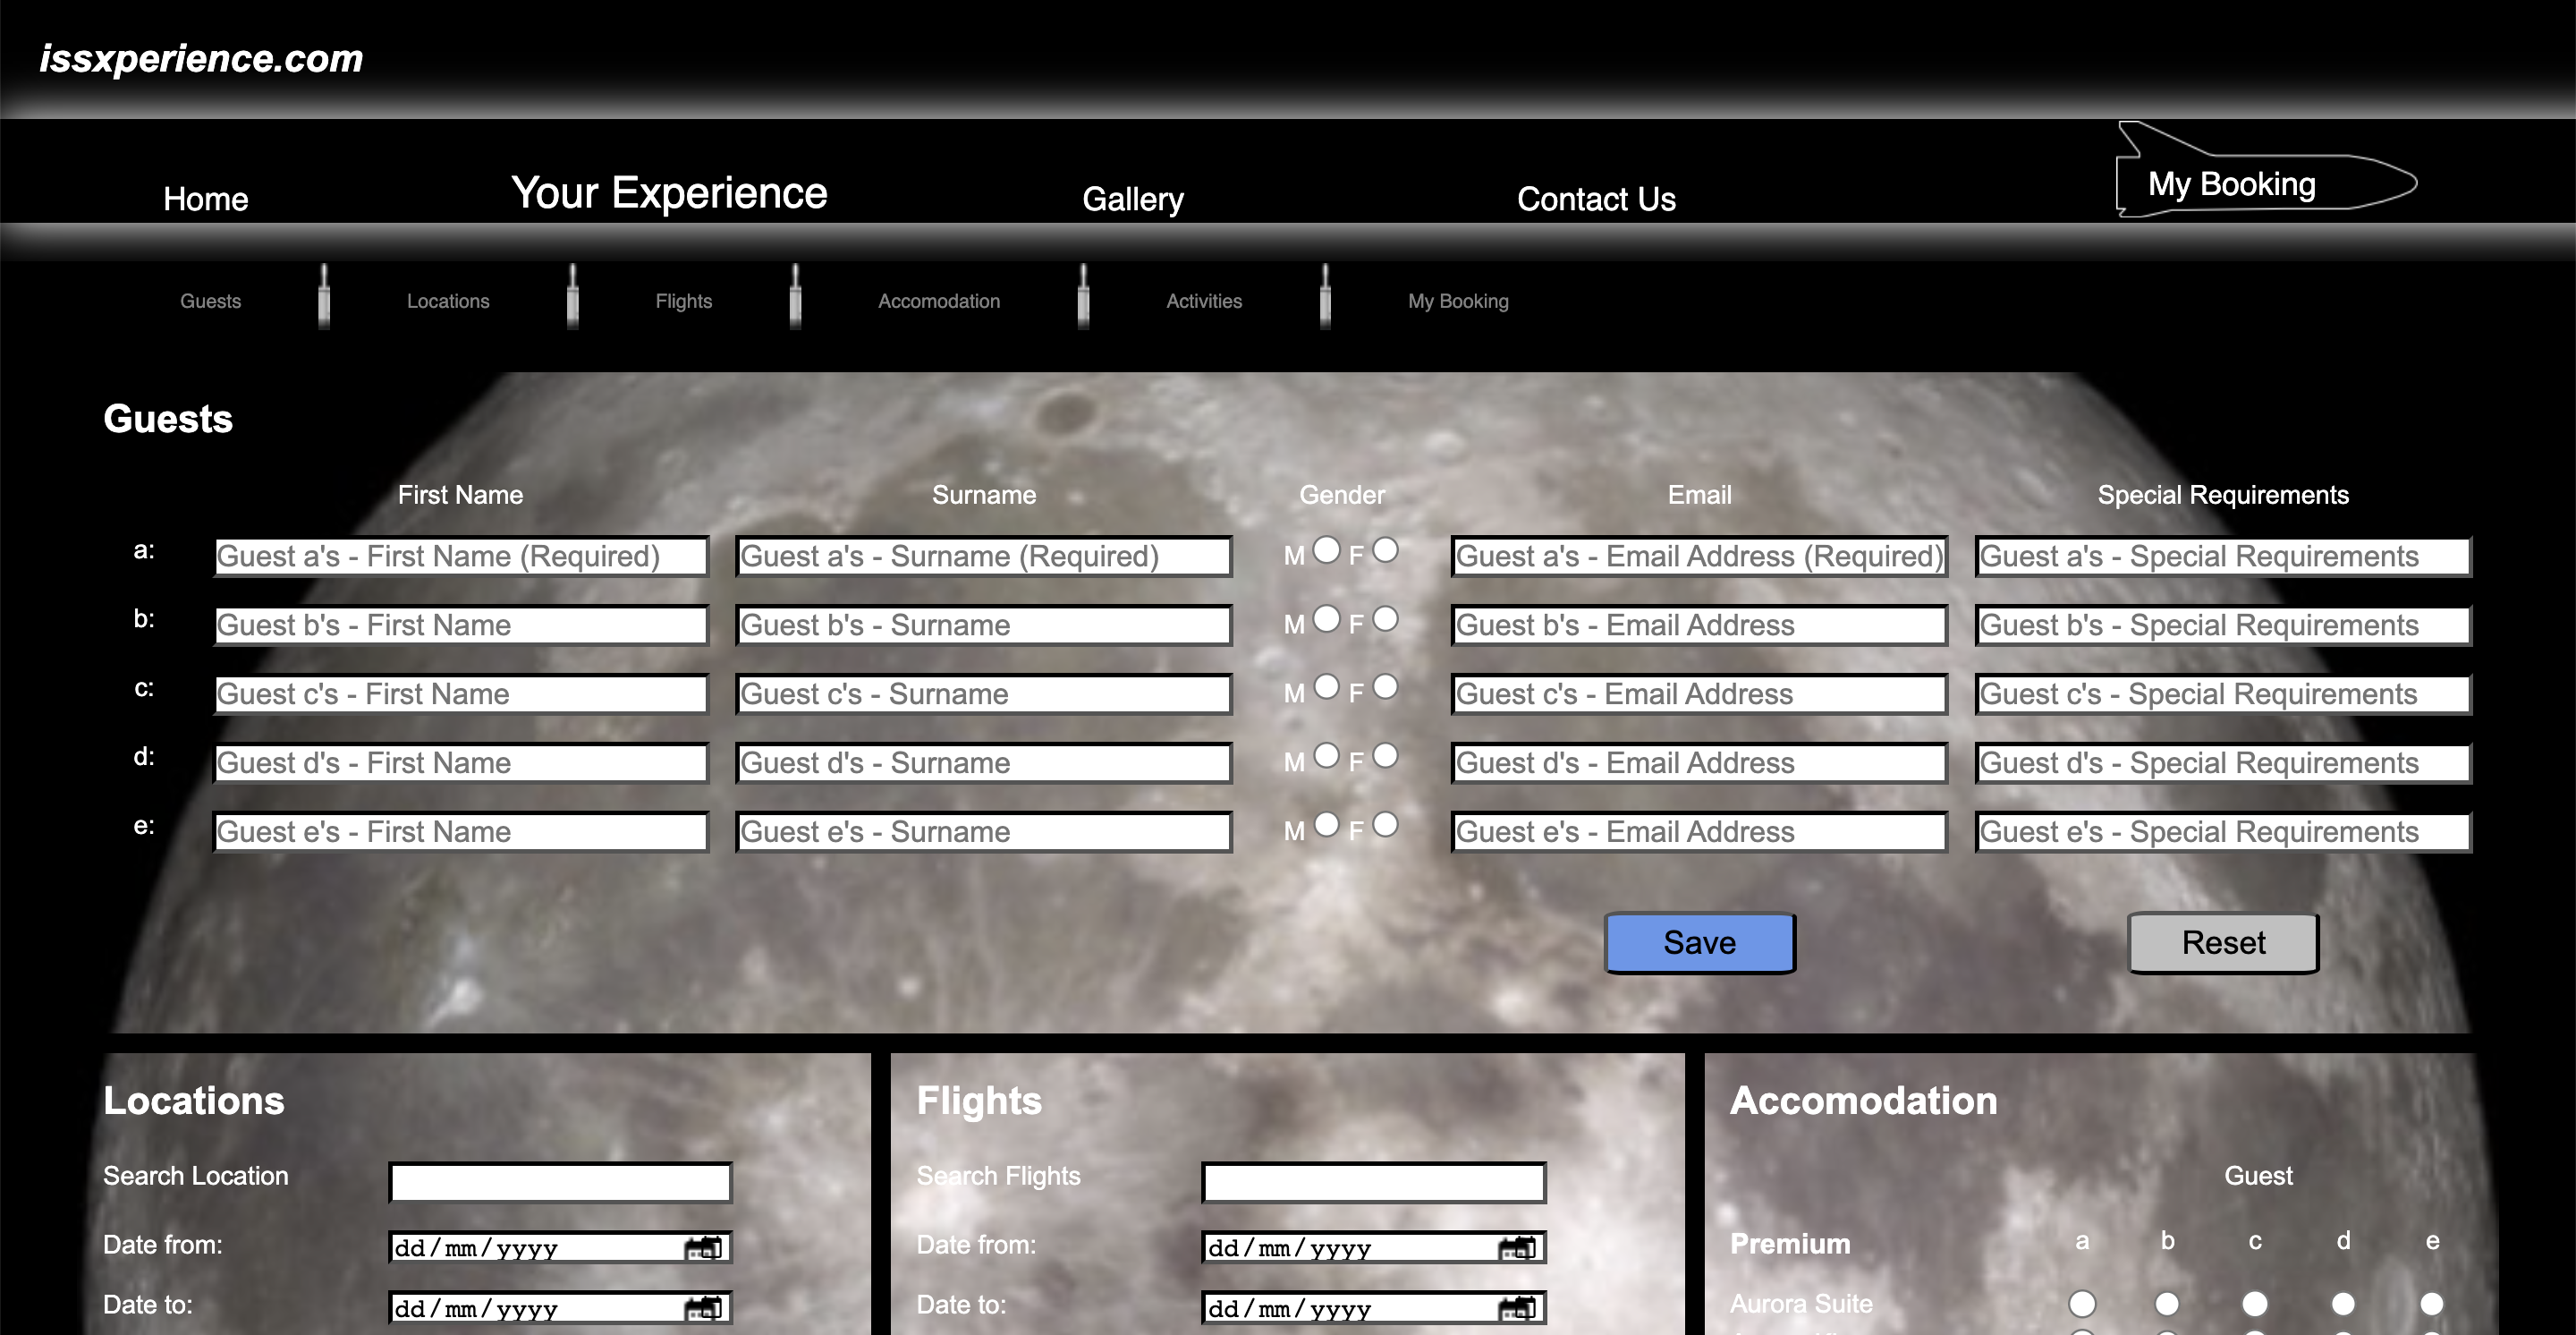 issxperience.com
Home Your Experience Gallery Contact Us My Booking
Guests Locations Flights Accomodation Activities My Booking
Guests
First Name Surname Gender Email Special Requirements
a: Guest a's - First Name (Required) Guest a's - Surname (Required) M F Guest a's - Email Address (Required) Guest a's - Special Requirements
b: Guest b's - First Name Guest b's - Surname M F Guest b's - Email Address Guest b's - Special Requirements
c: Guest c's - First Name Guest c's - Surname M F Guest c's - Email Address Guest c's - Special Requirements
d: Guest d's - First Name Guest d's - Surname M F Guest d's - Email Address Guest d's - Special Requirements
e: Guest e's - First Name Guest e's - Surname M F Guest e's - Email Address Guest e's - Special Requirements
Save Reset
Locations
Search Location
Date from: dd/mm/yyyy
Date to: dd/mm/yyyy
Flights
Search Flights
Date from: dd/mm/yyyy
Date to: dd/mm/yyyy
Accomodation
Guest
Premium a b c d e
Aurora Suite